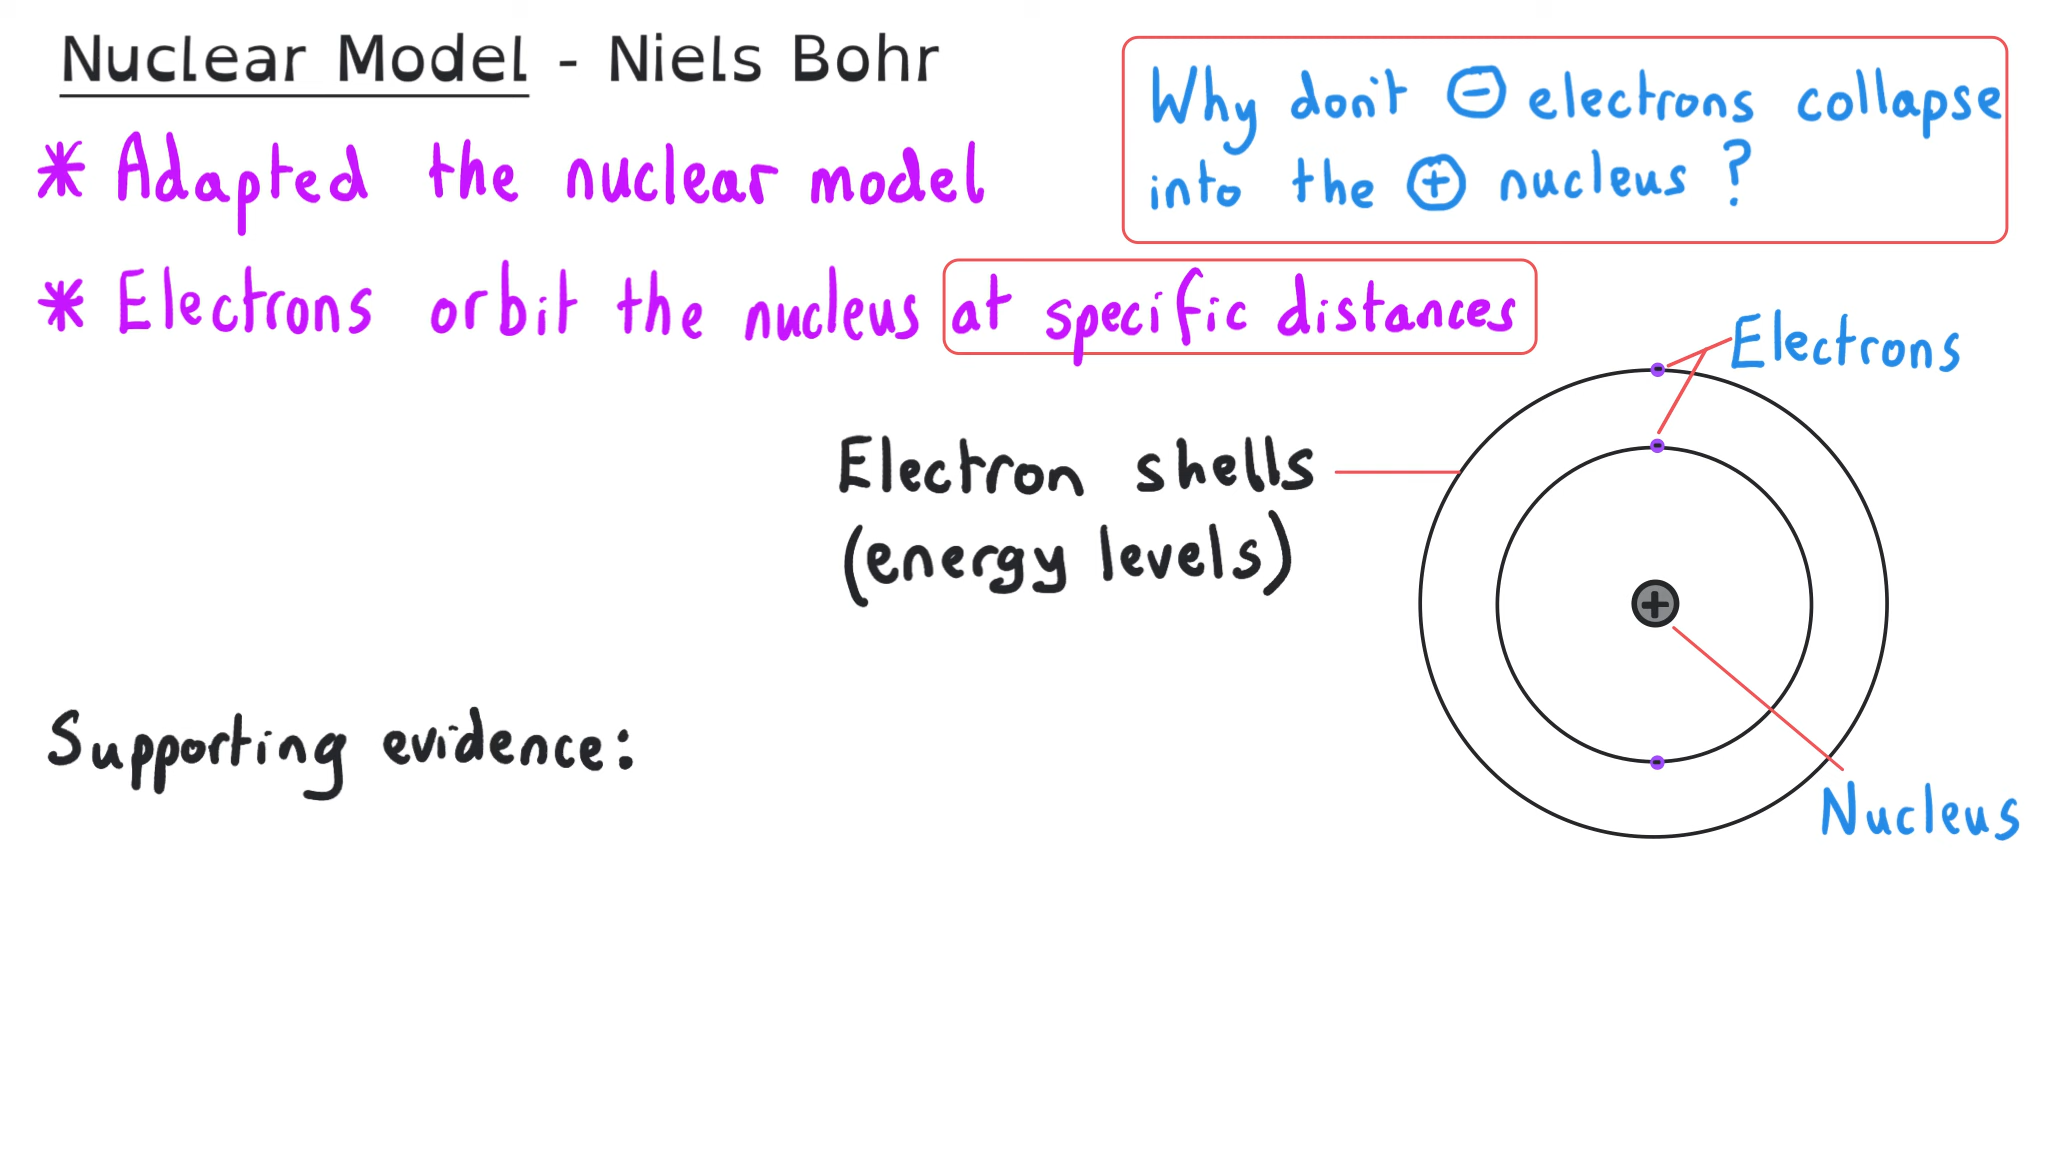 Nuclear Model - Niels Bohr
Why don't ⊖ electrons collapse
into the ⊕ nucleus ?
* Adapted the nuclear model
* Electrons orbit the nucleus at specific distances
Electrons
Electron shells
(energy levels)
+
Nucleus
Supporting evidence: